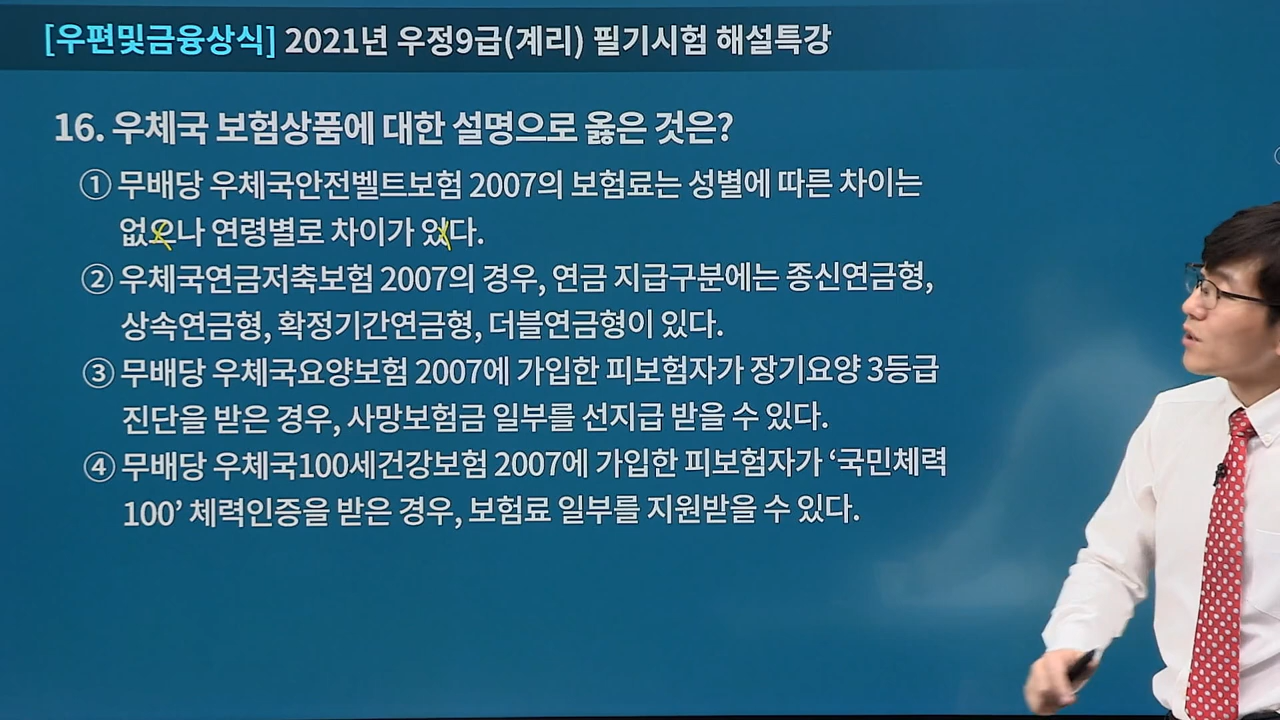 [우편및금융상식] 2021년 우정9급(계리) 필기시험 해설특강
16. 우체국 보험상품에 대한 설명으로 옳은 것은?
① 무배당 우체국안전벨트보험 2007의 보험료는 성별에 따른 차이는
없으나 연령별로 차이가 있다.
② 우체국연금저축보험 2007의 경우, 연금 지급구분에는 종신연금형,
상속연금형, 확정기간연금형, 더블연금형이 있다.
③ 무배당 우체국요양보험 2007에 가입한 피보험자가 장기요양 3등급
진단을 받은 경우, 사망보험금 일부를 선지급 받을 수 있다.
④ 무배당 우체국100세건강보험 2007에 가입한 피보험자가 ‘국민체력
100’ 체력인증을 받은 경우, 보험료 일부를 지원받을 수 있다.